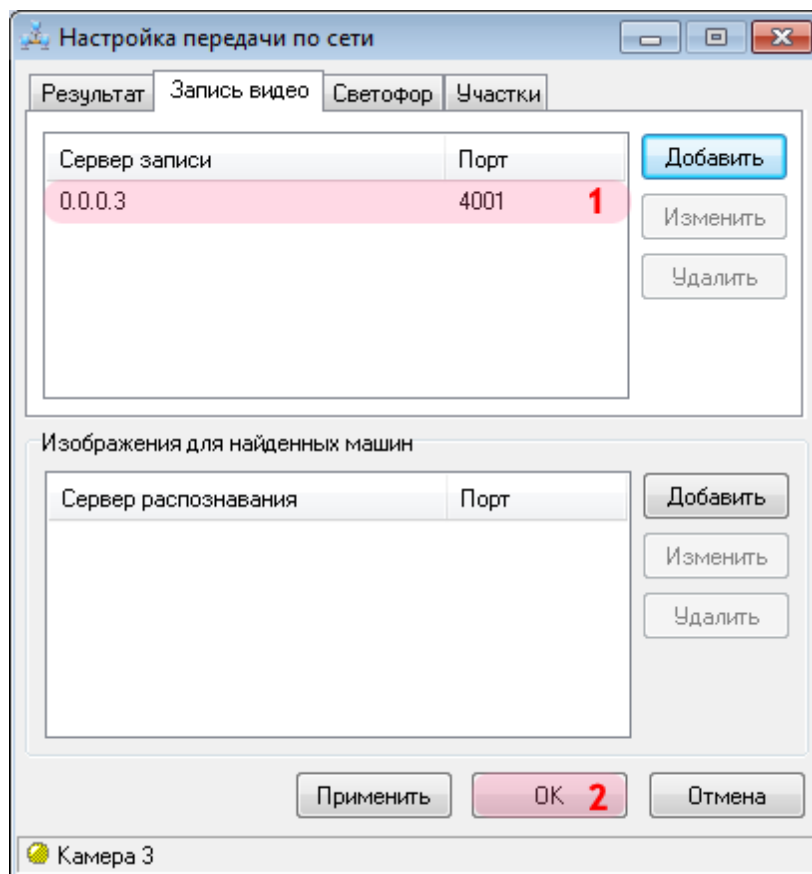 Настройка передачи по сети
Результат Запись видео Светофор Участки
Сервер записи Порт Добавить
0.0.0.3 4001 1
Изменить
Удалить
Изображения для найденных машин
Сервер распознавания Порт Добавить
Изменить
Удалить
Применить OK 2 Отмена
Камера 3